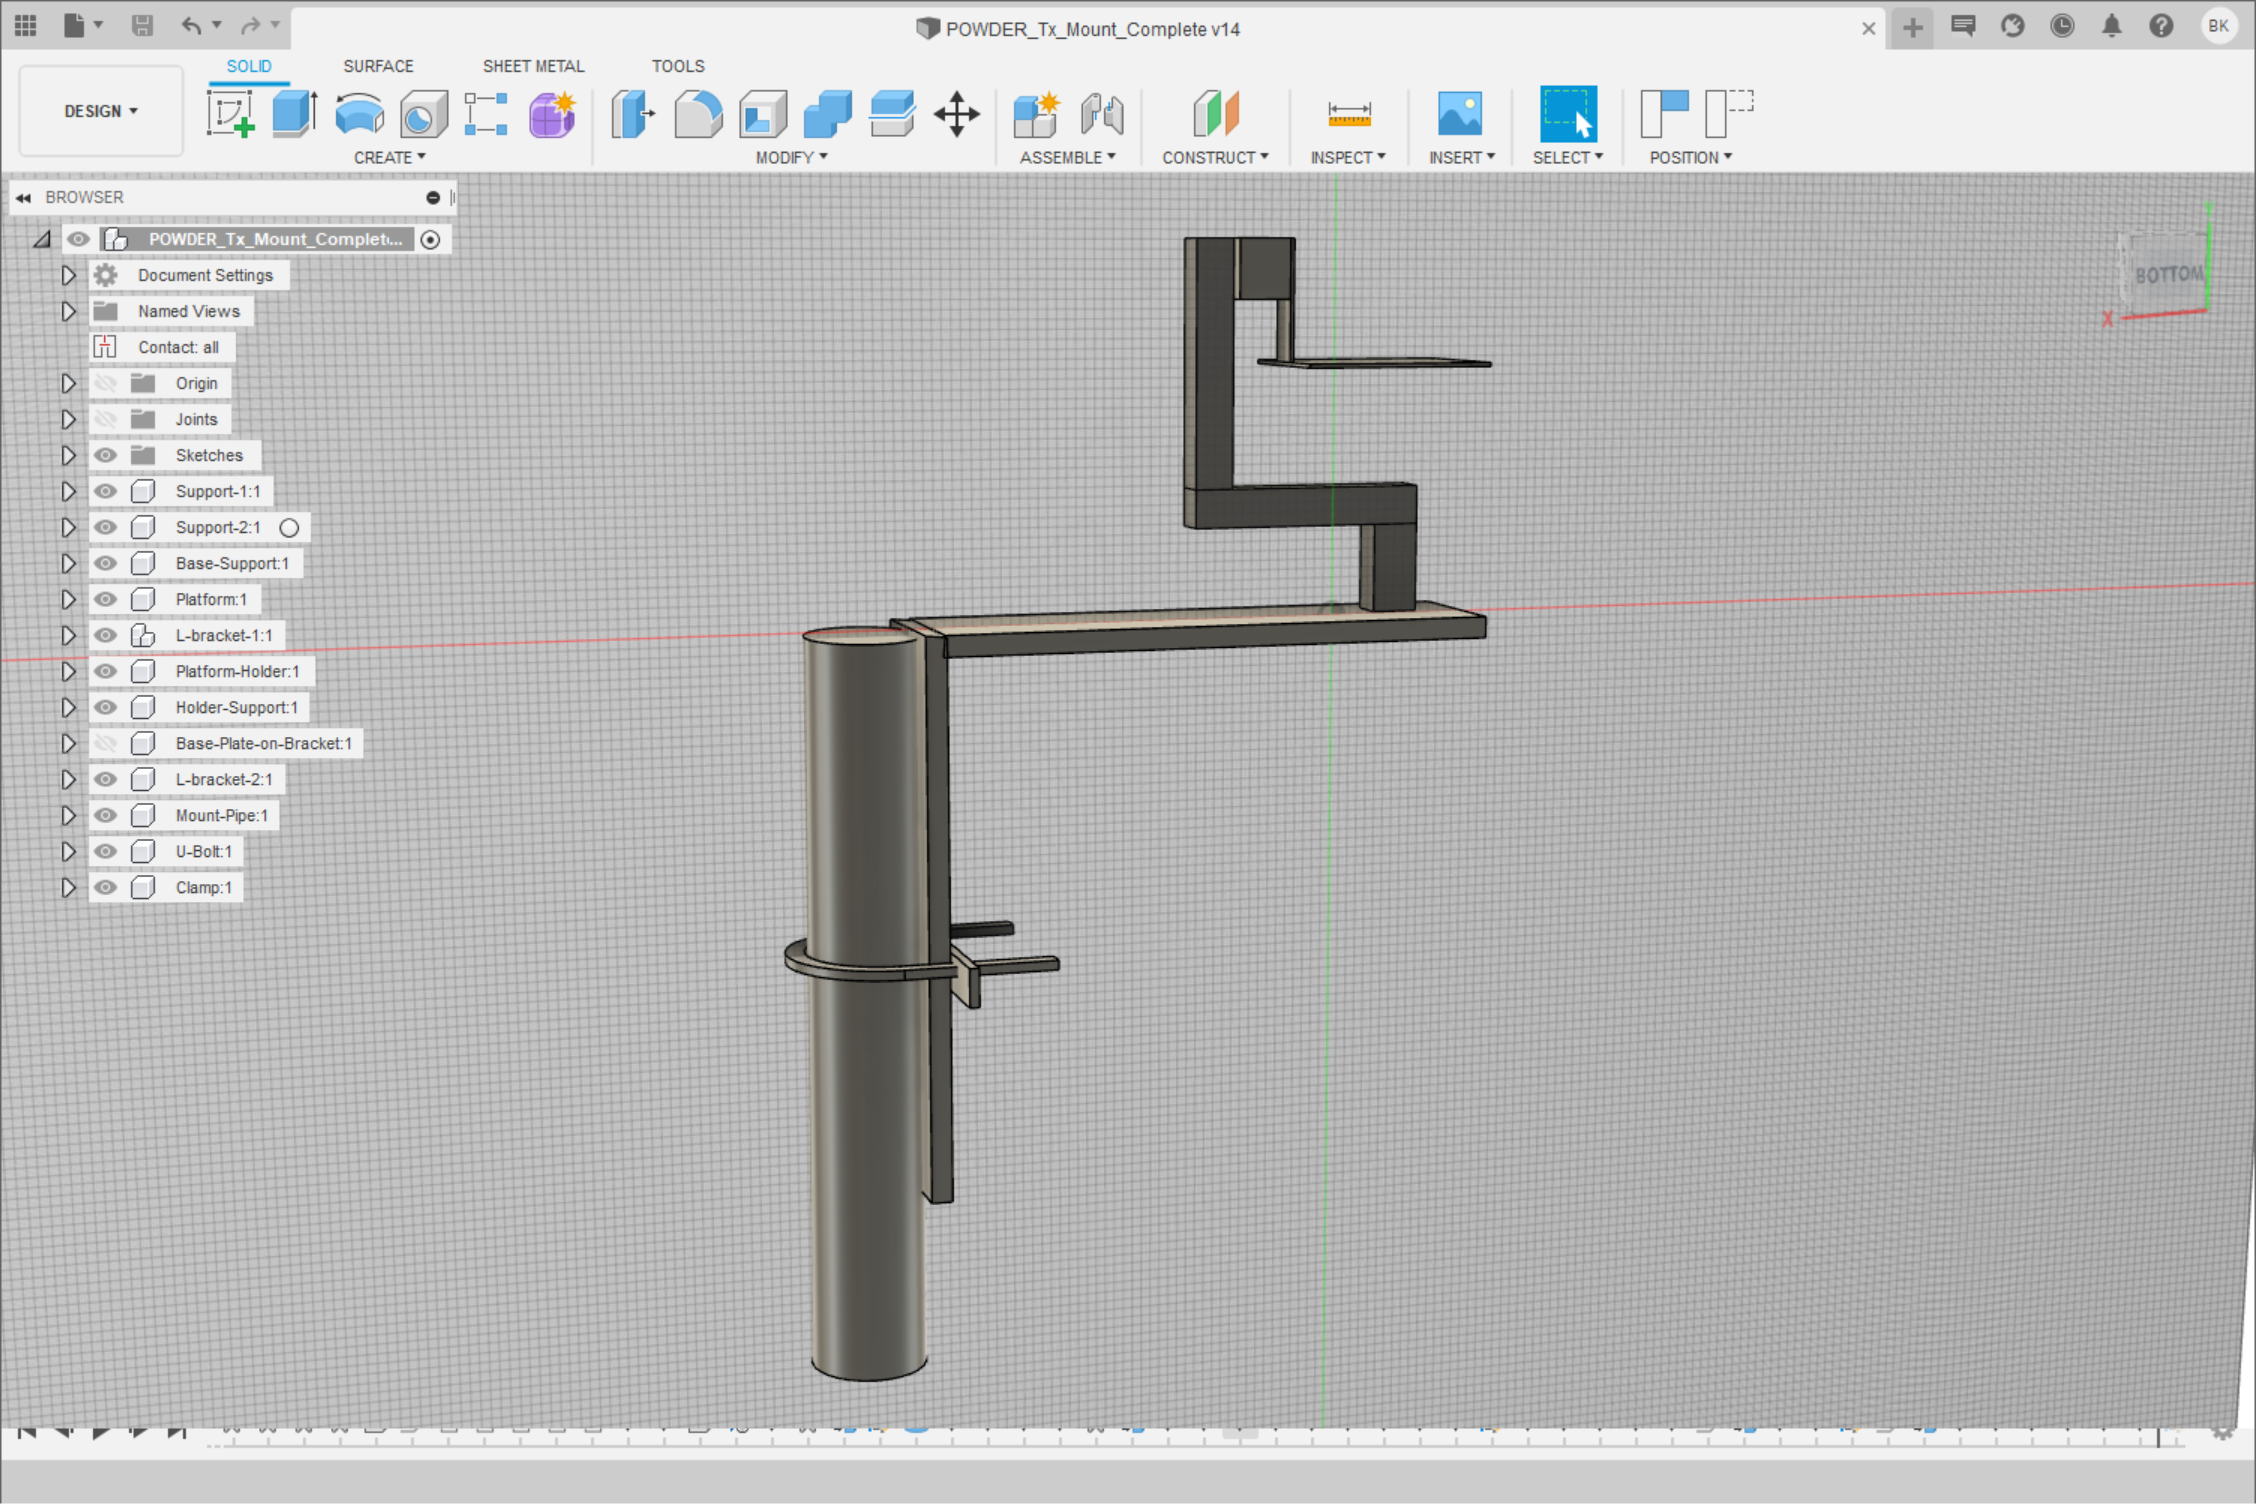 POWDER_Tx_Mount_Complete v14
BK
SOLID SURFACE SHEET METAL TOOLS
DESIGN
CREATE MODIFY ASSEMBLE CONSTRUCT INSPECT INSERT SELECT POSITION
BROWSER
POWDER_Tx_Mount_Complet...
Document Settings
Named Views
Contact: all
Origin
Joints
Sketches
Support-1:1
Support-2:1
Base-Support:1
Platform:1
L-bracket-1:1
Platform-Holder:1
Holder-Support:1
Base-Plate-on-Bracket:1
L-bracket-2:1
Mount-Pipe:1
U-Bolt:1
Clamp:1
BOTTOM
X